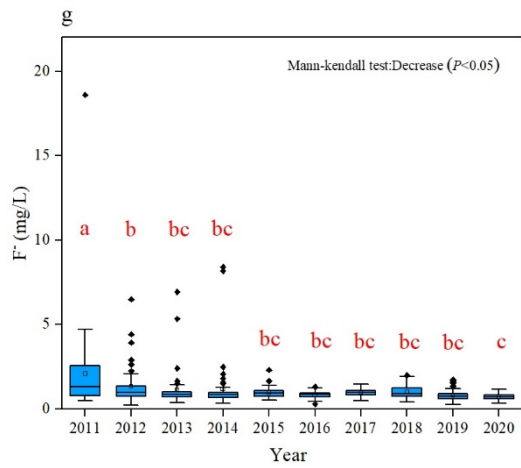 g
Mann-kendall test:Decrease (P<0.05)
20
15
10
5
0
F- (mg/L)
a b bc bc
bc bc bc bc bc c
2011 2012 2013 2014 2015 2016 2017 2018 2019 2020
Year